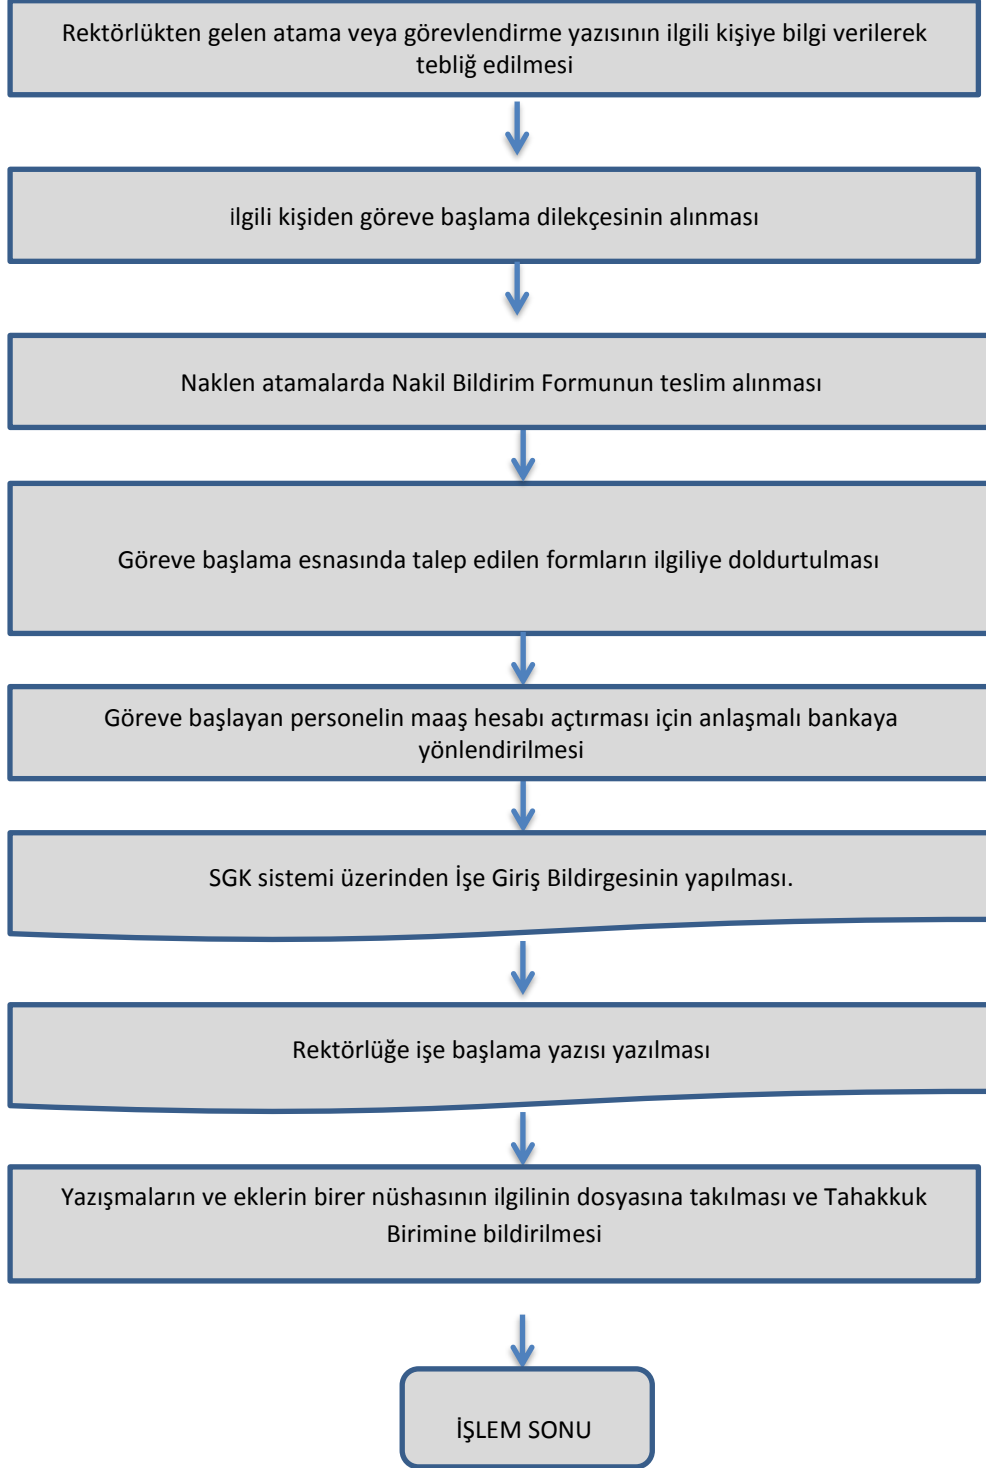 Rektörlükten gelen atama veya görevlendirme yazısının ilgili kişiye bilgi verilerek
tebliğ edilmesi
ilgili kişiden göreve başlama dilekçesinin alınması
Naklen atamalarda Nakil Bildirim Formunun teslim alınması
Göreve başlama esnasında talep edilen formların ilgiliye doldurtulması
Göreve başlayan personelin maaş hesabı açtırması için anlaşmalı bankaya
yönlendirilmesi
SGK sistemi üzerinden İşe Giriş Bildirgesinin yapılması.
Rektörlüğe işe başlama yazısı yazılması
Yazışmaların ve eklerin birer nüshasının ilgilinin dosyasına takılması ve Tahakkuk
Birimine bildirilmesi
İŞLEM SONU